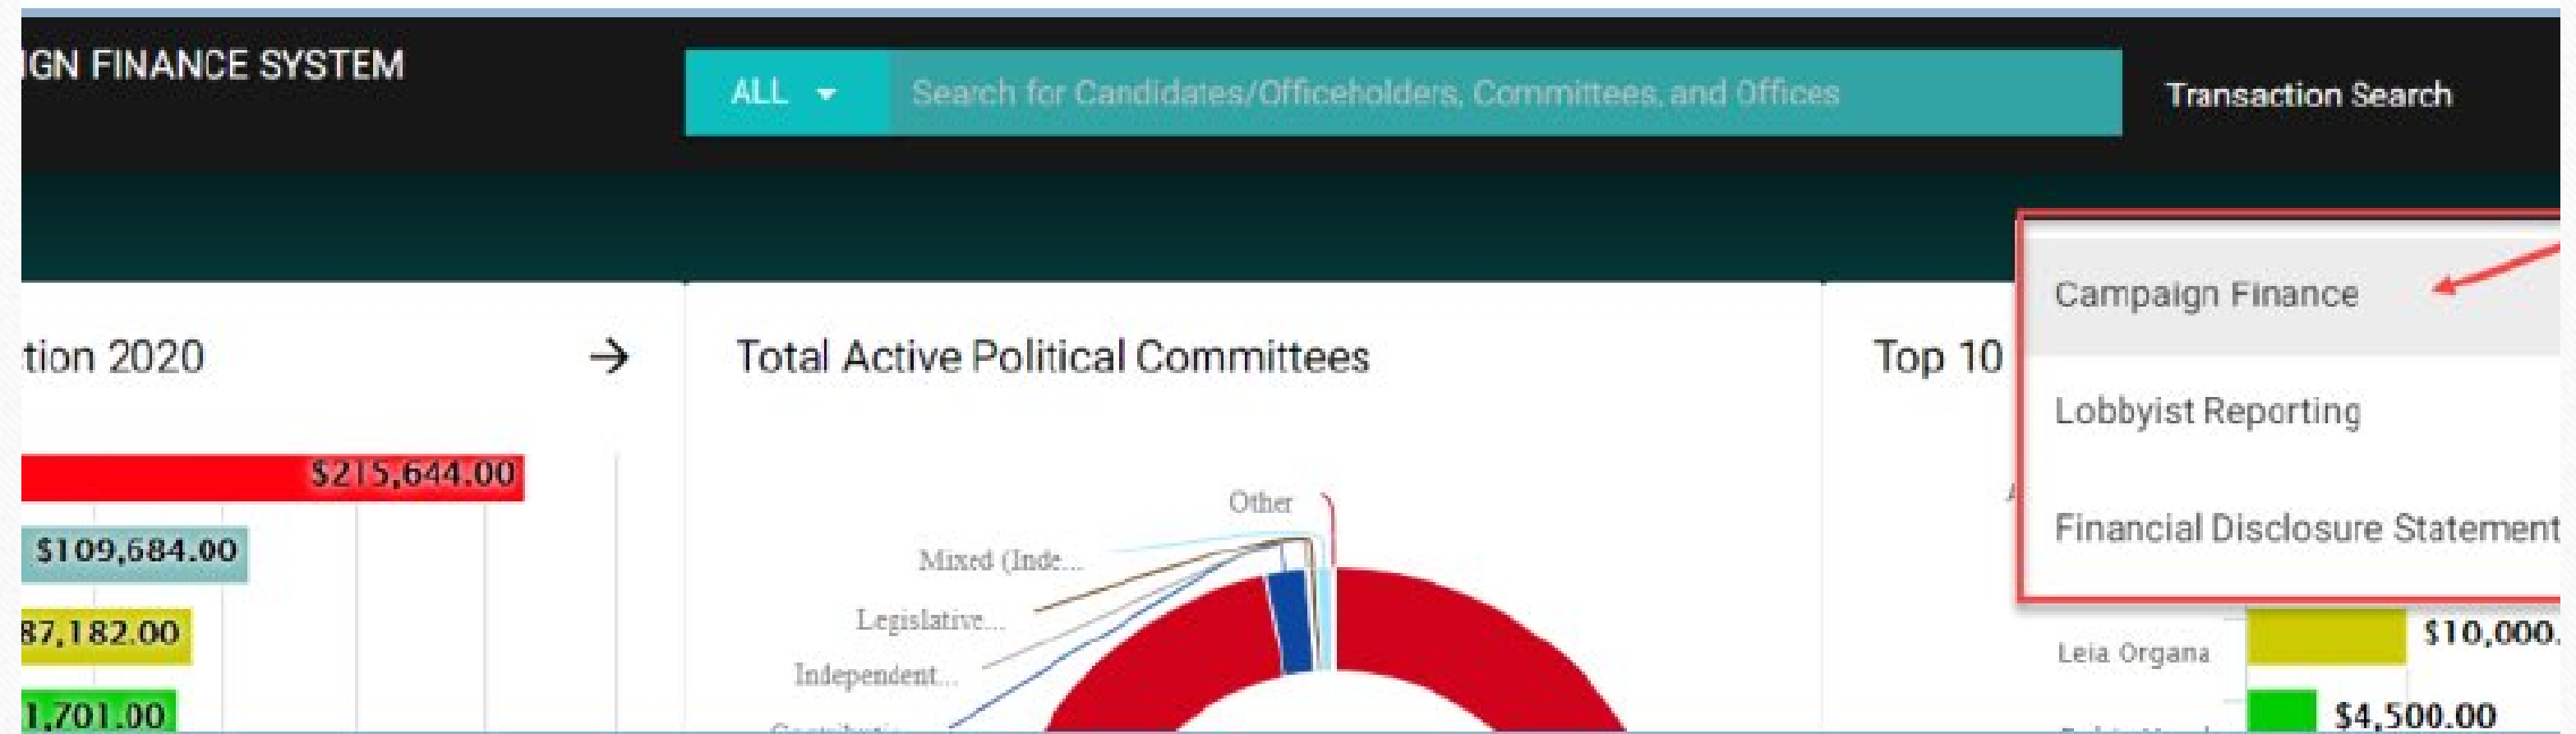 IGN FINANCE SYSTEM
ALL
Search for Candidates/Officeholders, Committees, and Offices
Transaction Search
Campaign Finance
Lobbyist Reporting
Financial Disclosure Statement
tion 2020
$215,644.00
$109,684.00
87,182.00
1,701.00
Total Active Political Committees
Other
Mixed (Inde...
Legislative...
Independent...
Top 10
Leia Organa
$10,000.
$4,500.00